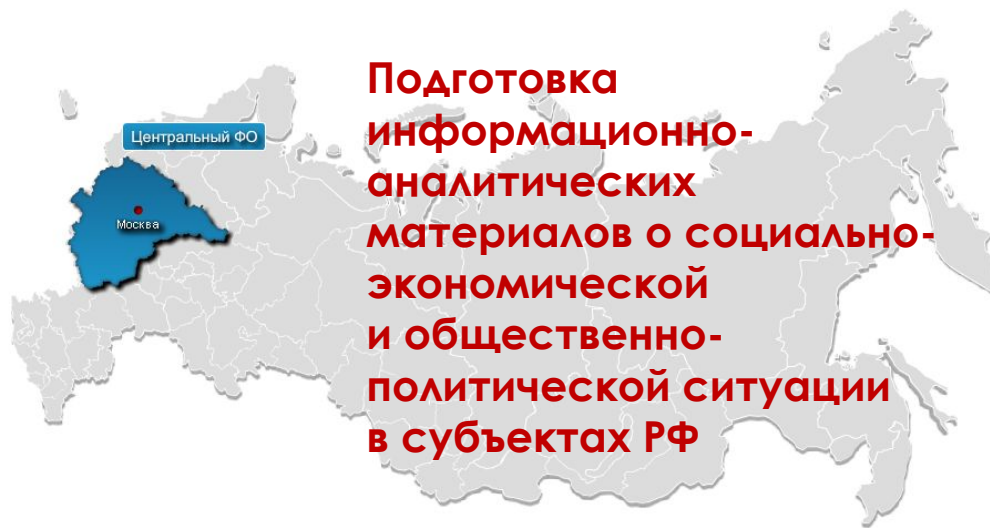 Подготовка
информационно-
аналитических
материалов о социально-
экономической
и общественно-
политической ситуации
в субъектах РФ
Центральный ФО
Москва